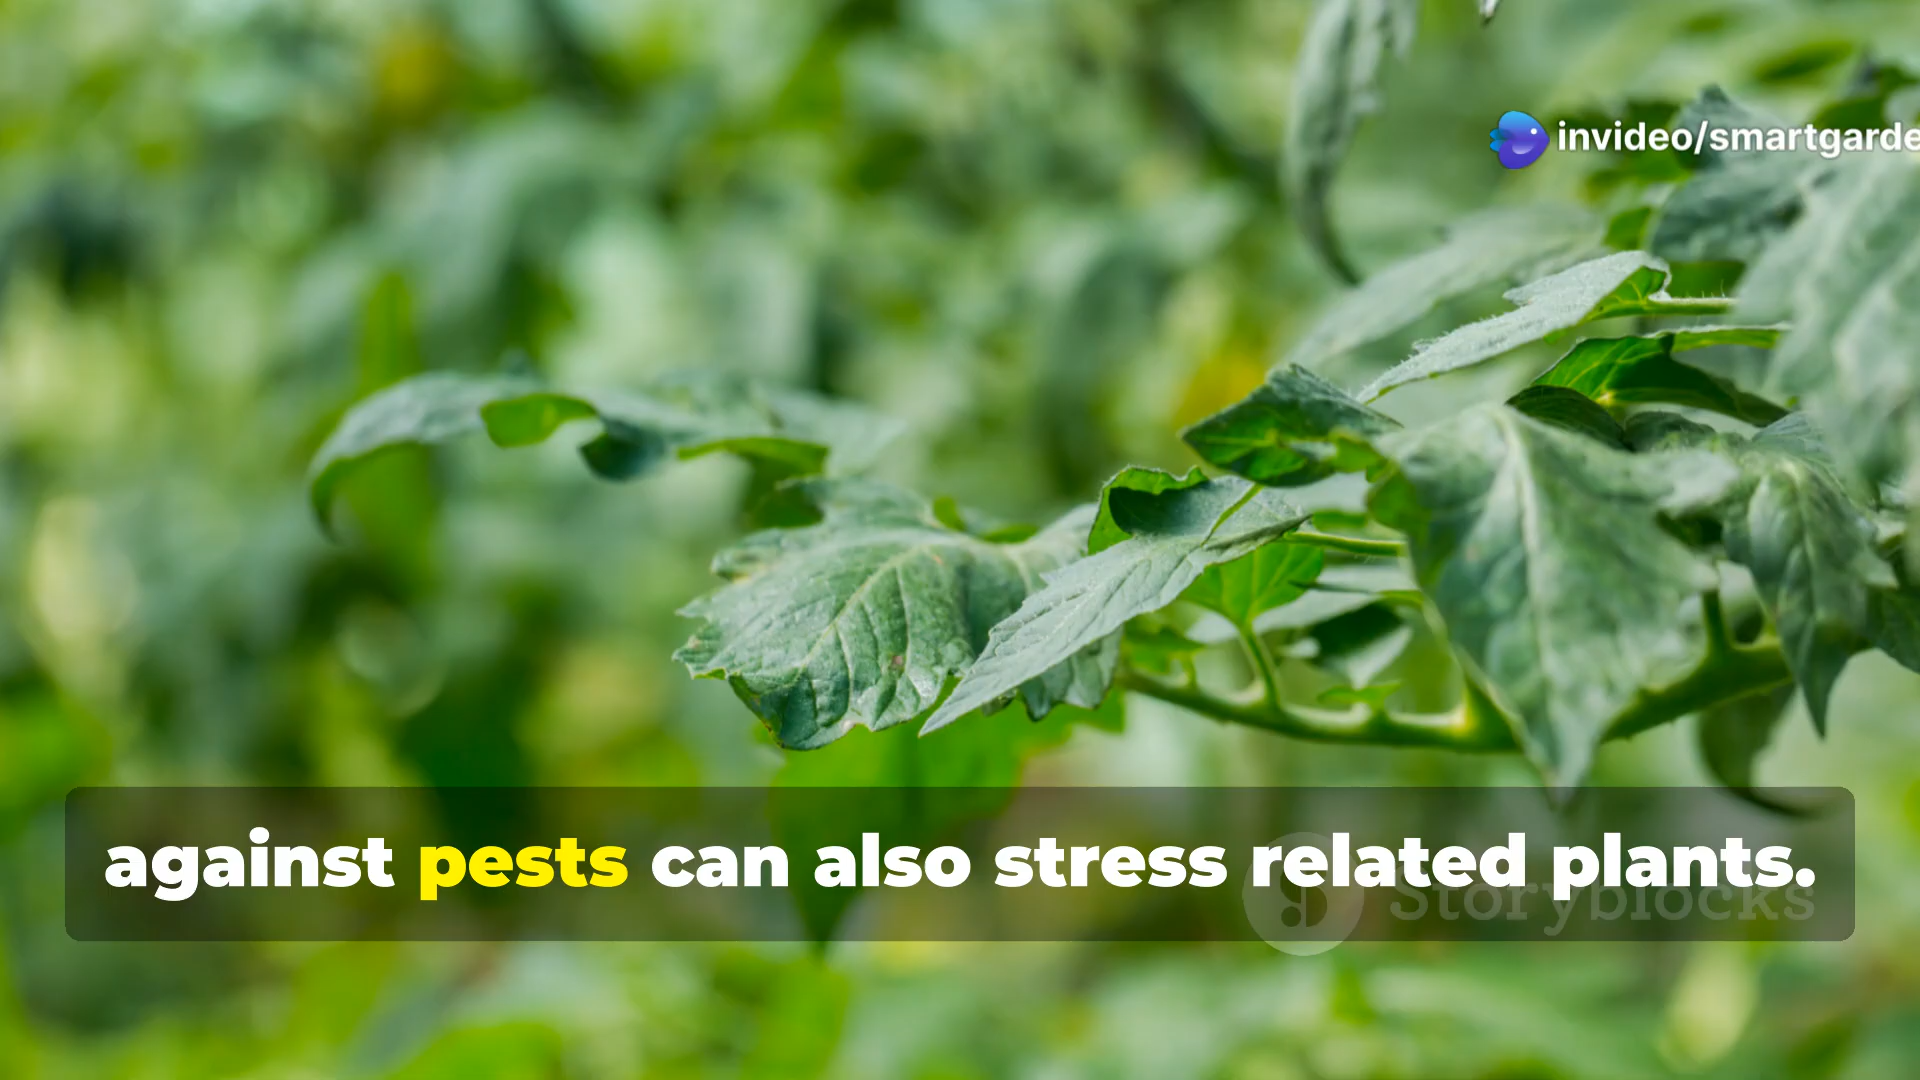 invideo/smartgarde
against pests can also stress related plants.
Storyblocks